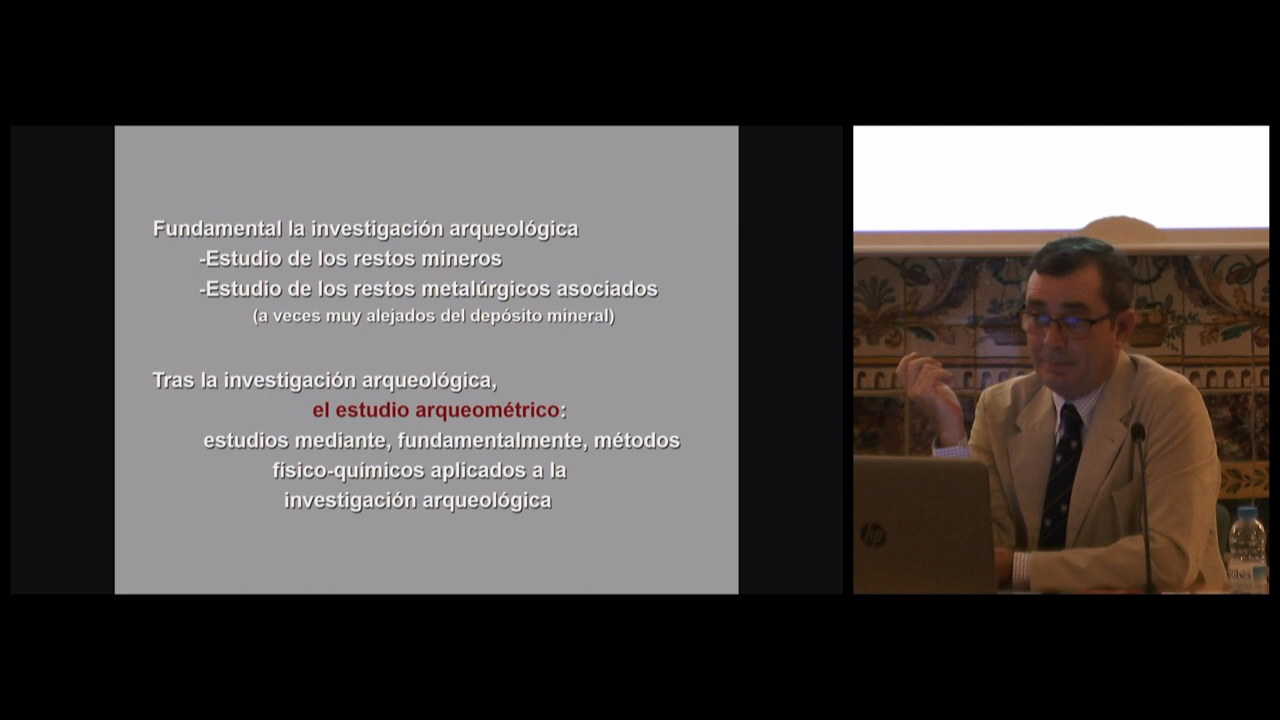 Fundamental la investigación arqueológica
-Estudio de los restos mineros
-Estudio de los restos metalúrgicos asociados
(a veces muy alejados del depósito mineral)
Tras la investigación arqueológica,
el estudio arqueométrico:
estudios mediante, fundamentalmente, métodos
físico-químicos aplicados a la
investigación arqueológica
hp